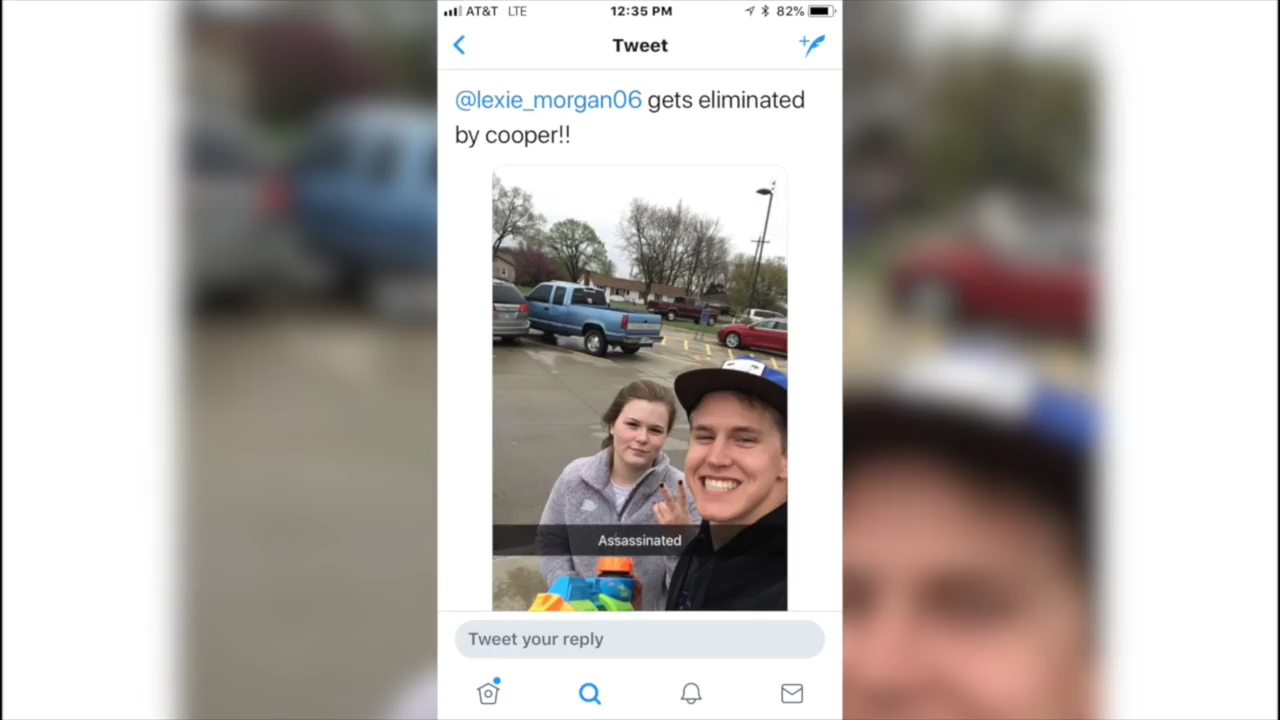 AT&T LTE 12:35 PM 82%
Tweet
@lexie_morgan06 gets eliminated
by cooper!!
Assassinated
Tweet your reply